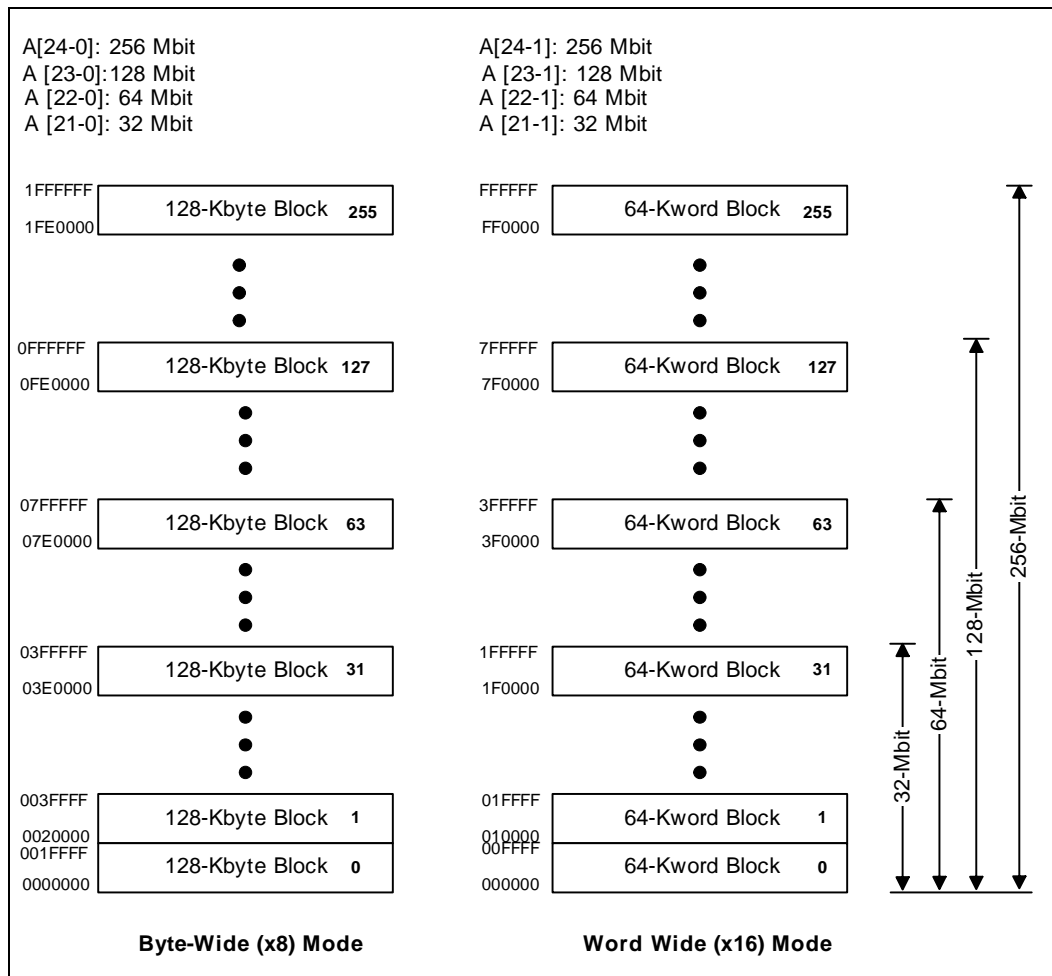 A[24-0]: 256 Mbit
A [23-0]:128 Mbit
A [22-0]: 64 Mbit
A [21-0]: 32 Mbit
A[24-1]: 256 Mbit
A [23-1]: 128 Mbit
A [22-1]: 64 Mbit
A [21-1]: 32 Mbit
1FFFFFF
128-Kbyte Block 255
1FE0000
0FFFFFF
128-Kbyte Block 127
0FE0000
07FFFFF
128-Kbyte Block 63
07E0000
03FFFFF
128-Kbyte Block 31
03E0000
003FFFF
128-Kbyte Block 1
0020000
001FFFF
128-Kbyte Block 0
0000000
Byte-Wide (x8) Mode
FFFFFF
64-Kword Block 255
FF0000
7FFFFF
64-Kword Block 127
7F0000
3FFFFF
64-Kword Block 63
3F0000
1FFFFF
64-Kword Block 31
1F0000
01FFFF
64-Kword Block 1
010000
00FFFF
64-Kword Block 0
000000
Word Wide (x16) Mode
32-Mbit
64-Mbit
128-Mbit
256-Mbit